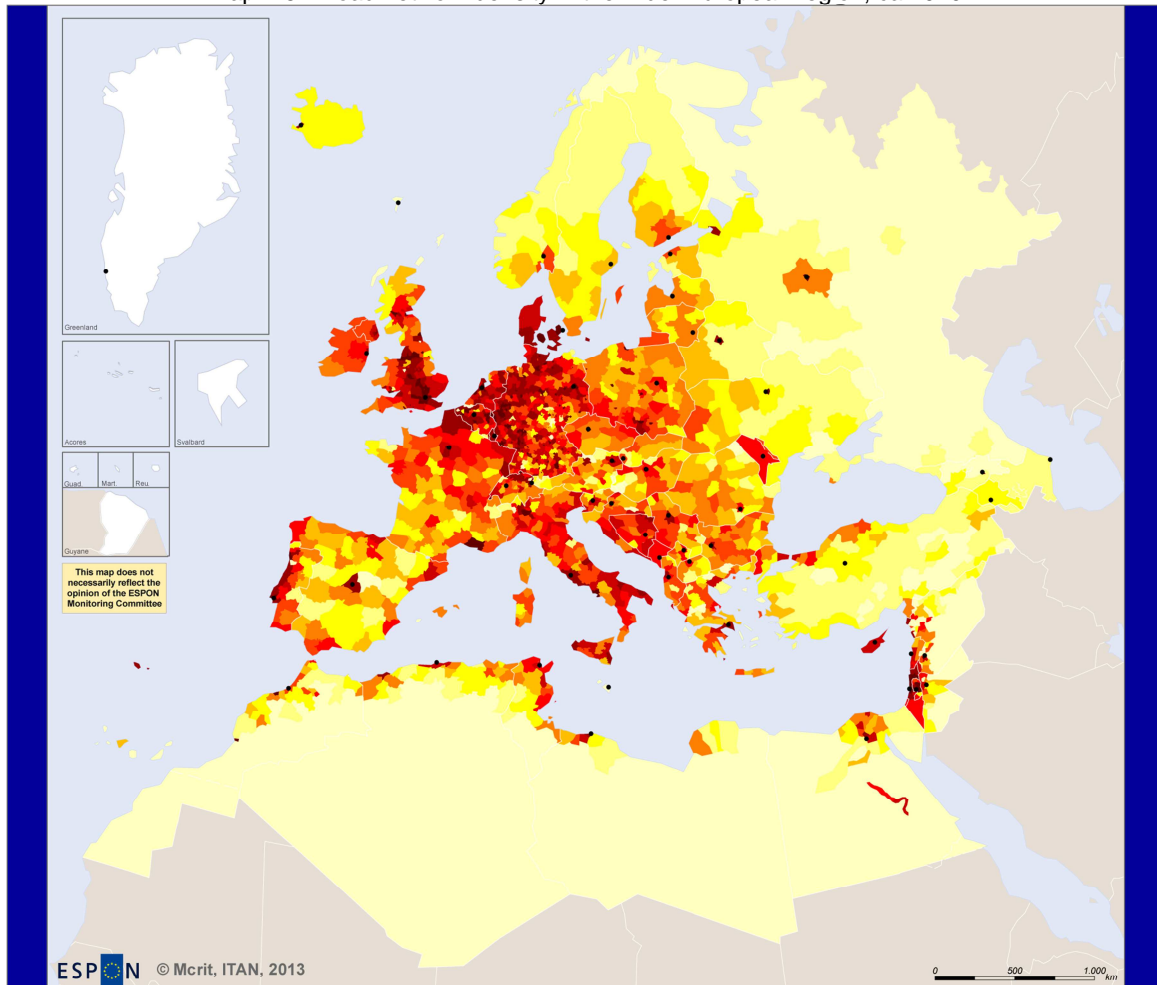 Greenland
Acores
Svalbard
Guad.
Mart.
Reu.
Guyane
This map does not
necessarily reflect the
opinion of the ESPON
Monitoring Committee
ESPON © Mcrit, ITAN, 2013
0 500 1.000
km